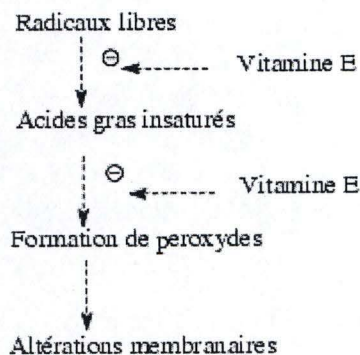 Radicaux libres
⊖
Vitamine E
Acides gras insaturés
⊖
Vitamine E
Formation de peroxydes
Altérations membranaires